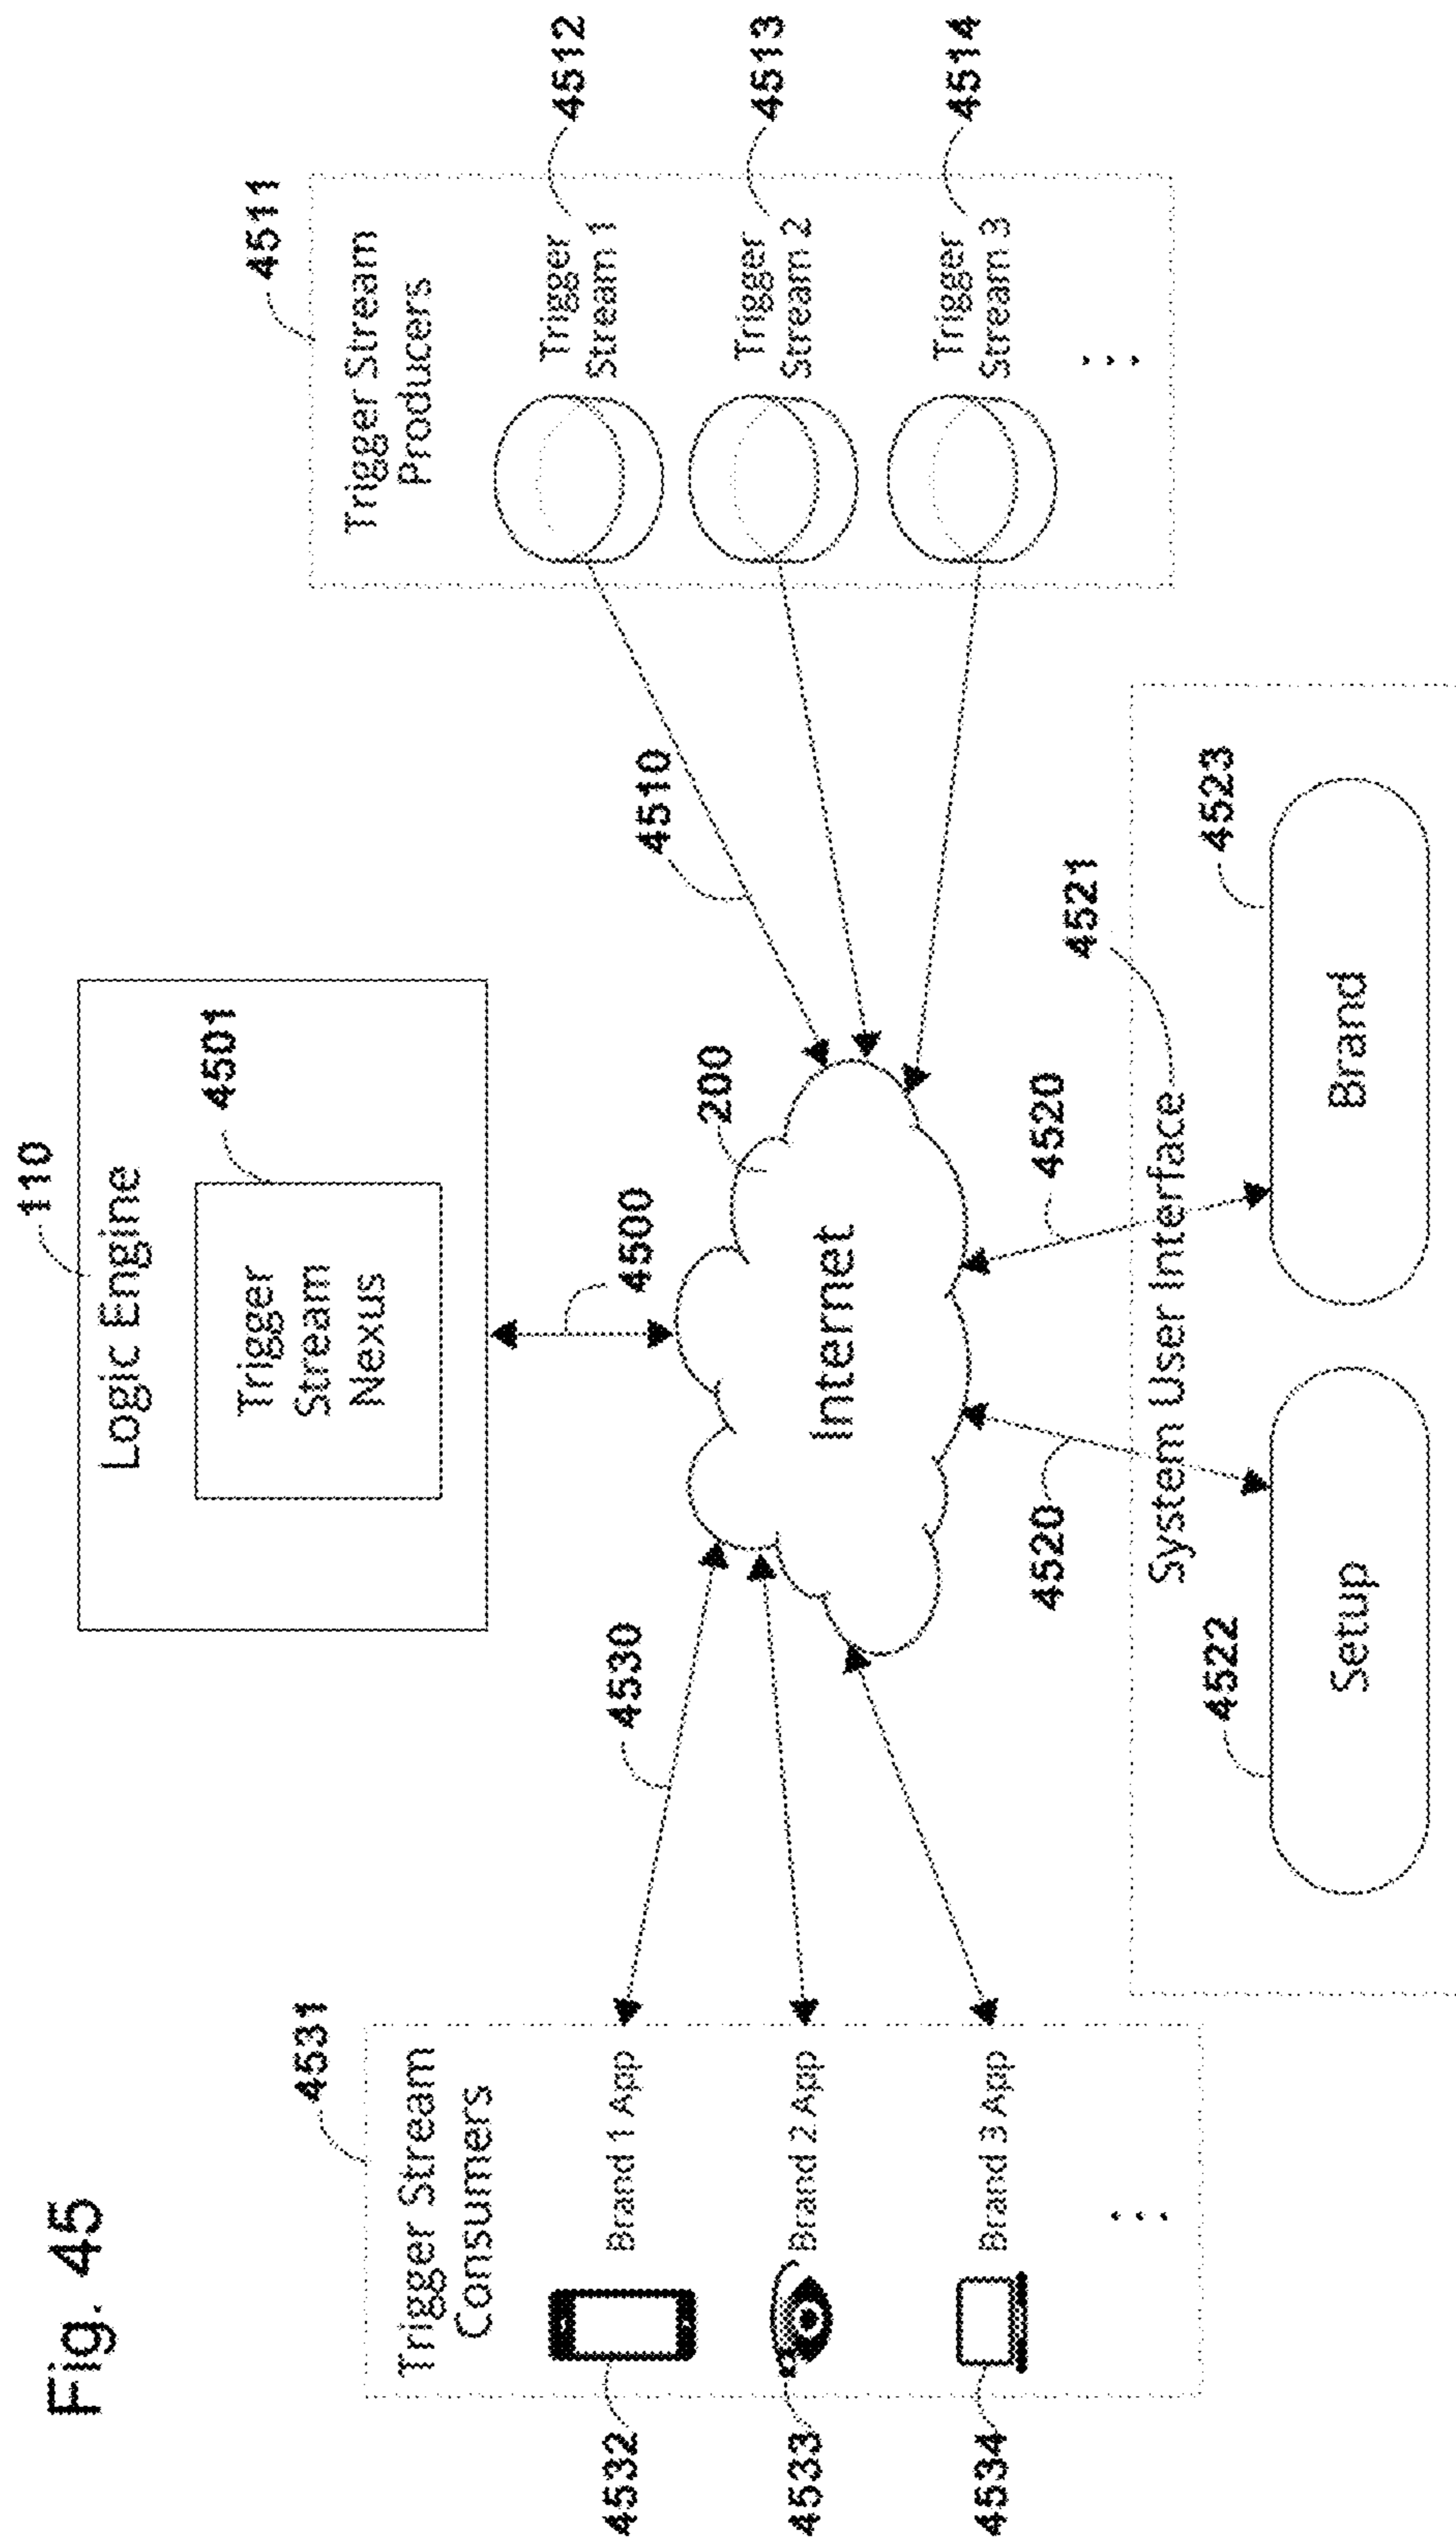 Fig. 45
110
Logic Engine
4501
Trigger
Stream
Nexus
4500
200
Internet
4531
Trigger Stream
Consumers
4532
Brand 1 App
4533
Brand 2 App
4534
Brand 3 App
4530
4511
Trigger Stream
Producers
Trigger
Stream 1
4512
Trigger
Stream 2
4513
Trigger
Stream 3
4514
4510
4520
4520
4521
System User Interface
4522
Setup
4523
Brand